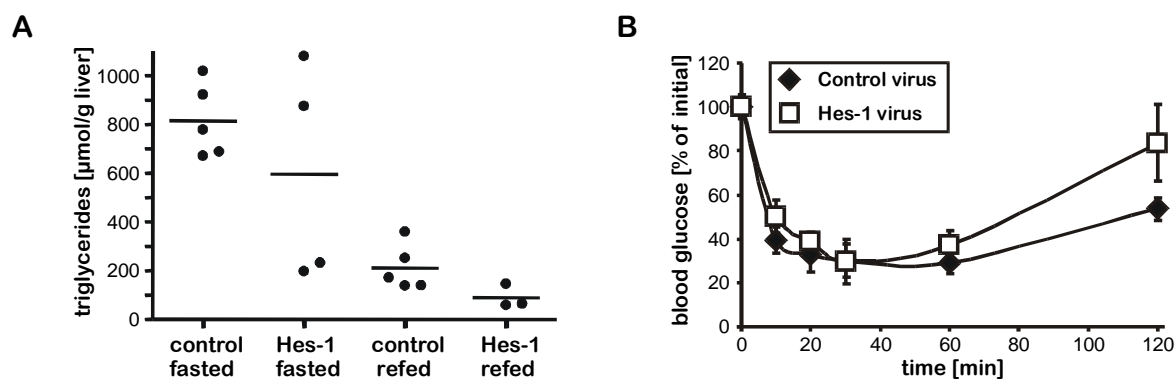 A
triglycerides [µmol/g liver]
1000
800
600
400
200
0
control
fasted
Hes-1
fasted
control
refed
Hes-1
refed
B
blood glucose [% of initial]
120
100
80
60
40
20
0
Control virus
Hes-1 virus
0 20 40 60 80 100 120
time [min]